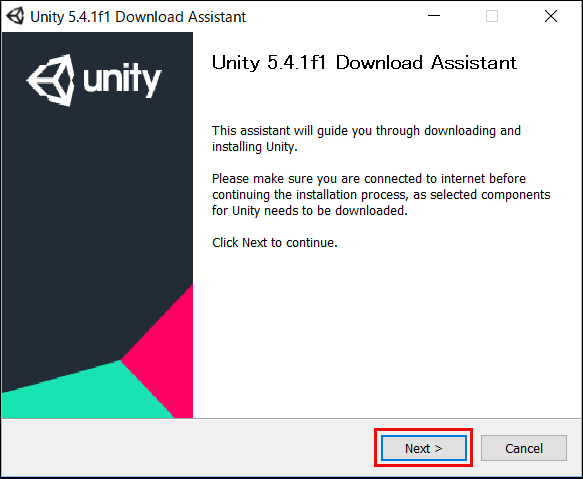 Unity 5.4.1f1 Download Assistant
unity
Unity 5.4.1f1 Download Assistant
This assistant will guide you through downloading and
installing Unity.
Please make sure you are connected to internet before
continuing the installation process, as selected components
for Unity needs to be downloaded.
Click Next to continue.
Next >
Cancel